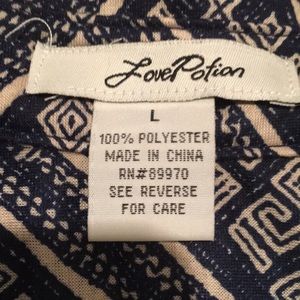 LovePotion
L
100% POLYESTER
MADE IN CHINA
RN#89970
SEE REVERSE
FOR CARE